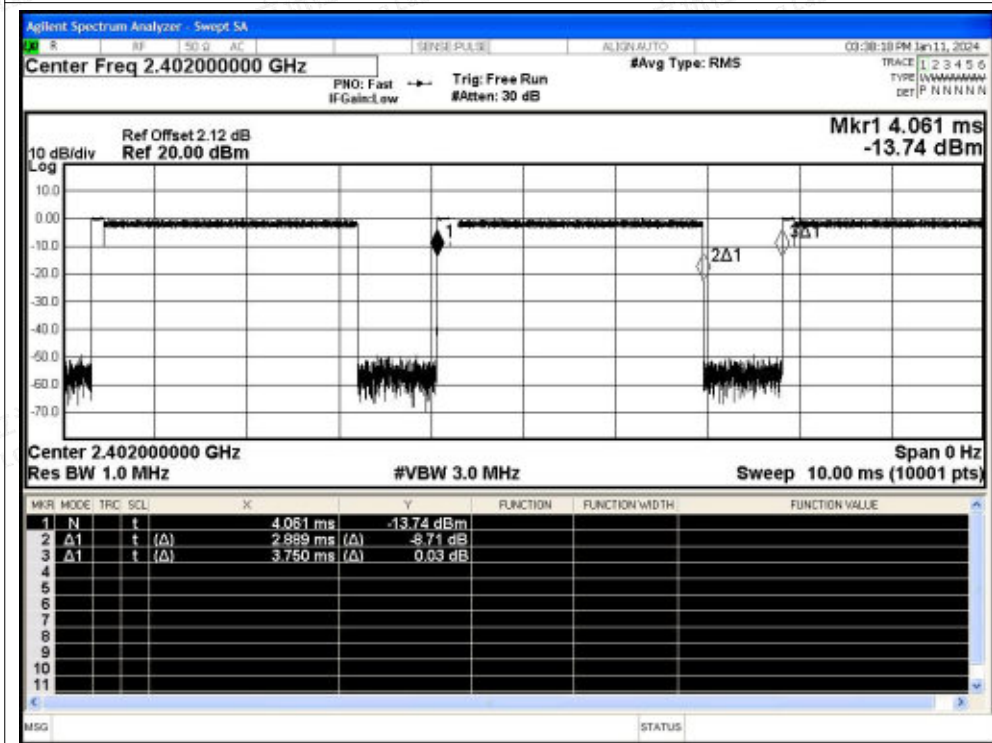 Agilent Spectrum Analyzer - Swept SA
R RF 50 Ω AC SENSE:PULSE ALIGN AUTO 03:38:18 PM Jan 11, 2024
Center Freq 2.402000000 GHz #Avg Type: RMS TRACE 1 2 3 4 5 6
PNO: Fast Trig: Free Run TYPE
IFGain:Low #Atten: 30 dB DET P N N N N N
Mkr1 4.061 ms
Ref Offset 2.12 dB
10 dB/div Ref 20.00 dBm -13.74 dBm
Log
10.0
0.00
1 3Δ1
-10.0
2Δ1
-20.0
-30.0
-40.0
-50.0
-60.0
-70.0
Center 2.402000000 GHz Span 0 Hz
Res BW 1.0 MHz #VBW 3.0 MHz Sweep 10.00 ms (10001 pts)
MKR MODE TRC SCL X Y FUNCTION FUNCTION WIDTH FUNCTION VALUE
1 N t 4.061 ms -13.74 dBm
2 Δ1 t (Δ) 2.889 ms (Δ) -8.71 dB
3 Δ1 t (Δ) 3.750 ms (Δ) 0.03 dB
4
5
6
7
8
9
10
11
MSG STATUS